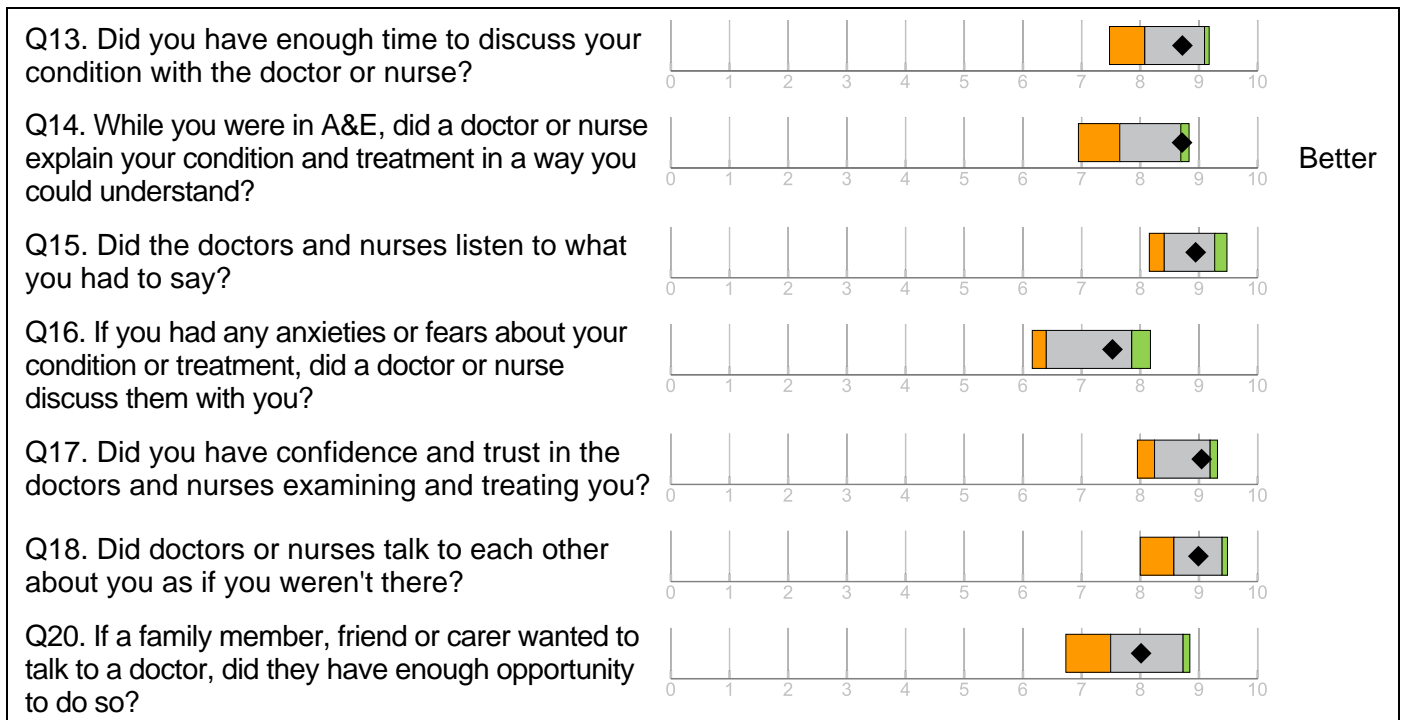 Q13. Did you have enough time to discuss your
condition with the doctor or nurse?
0 1 2 3 4 5 6 7 8 9 10
Q14. While you were in A&E, did a doctor or nurse
explain your condition and treatment in a way you
could understand?
Better
0 1 2 3 4 5 6 7 8 9 10
Q15. Did the doctors and nurses listen to what
you had to say?
0 1 2 3 4 5 6 7 8 9 10
Q16. If you had any anxieties or fears about your
condition or treatment, did a doctor or nurse
discuss them with you?
0 1 2 3 4 5 6 7 8 9 10
Q17. Did you have confidence and trust in the
doctors and nurses examining and treating you?
0 1 2 3 4 5 6 7 8 9 10
Q18. Did doctors or nurses talk to each other
about you as if you weren't there?
0 1 2 3 4 5 6 7 8 9 10
Q20. If a family member, friend or carer wanted to
talk to a doctor, did they have enough opportunity
to do so?
0 1 2 3 4 5 6 7 8 9 10